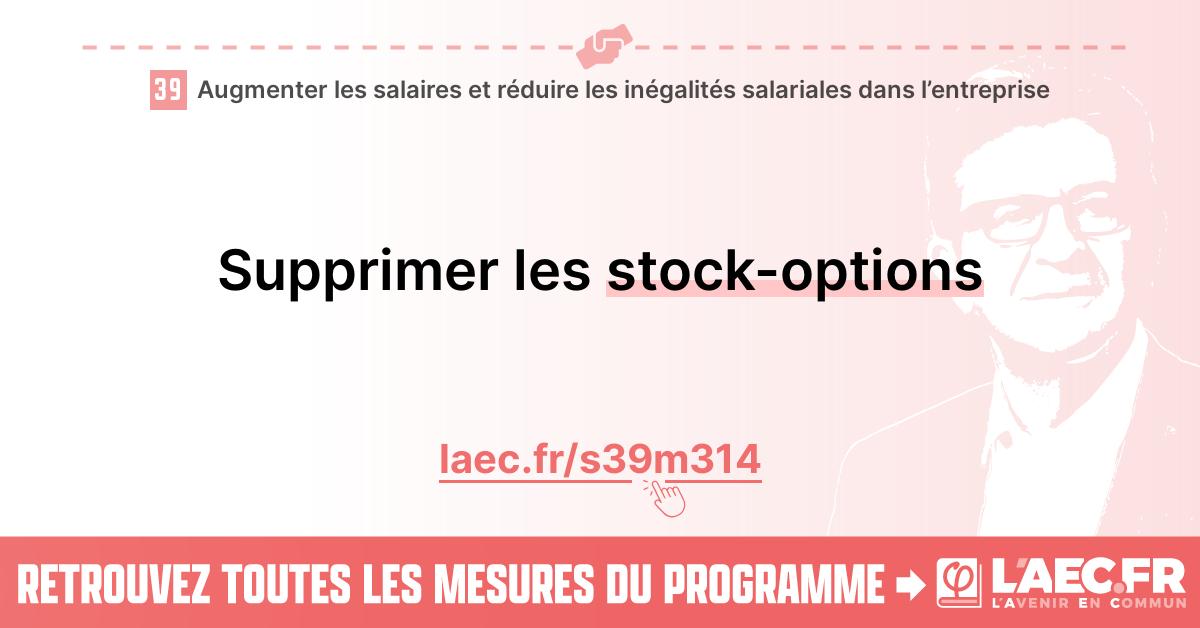 39 Augmenter les salaires et réduire les inégalités salariales dans l’entreprise
Supprimer les stock-options
laec.fr/s39m314
RETROUVEZ TOUTES LES MESURES DU PROGRAMME
φ L'AEC.FR
L'AVENIR EN COMMUN